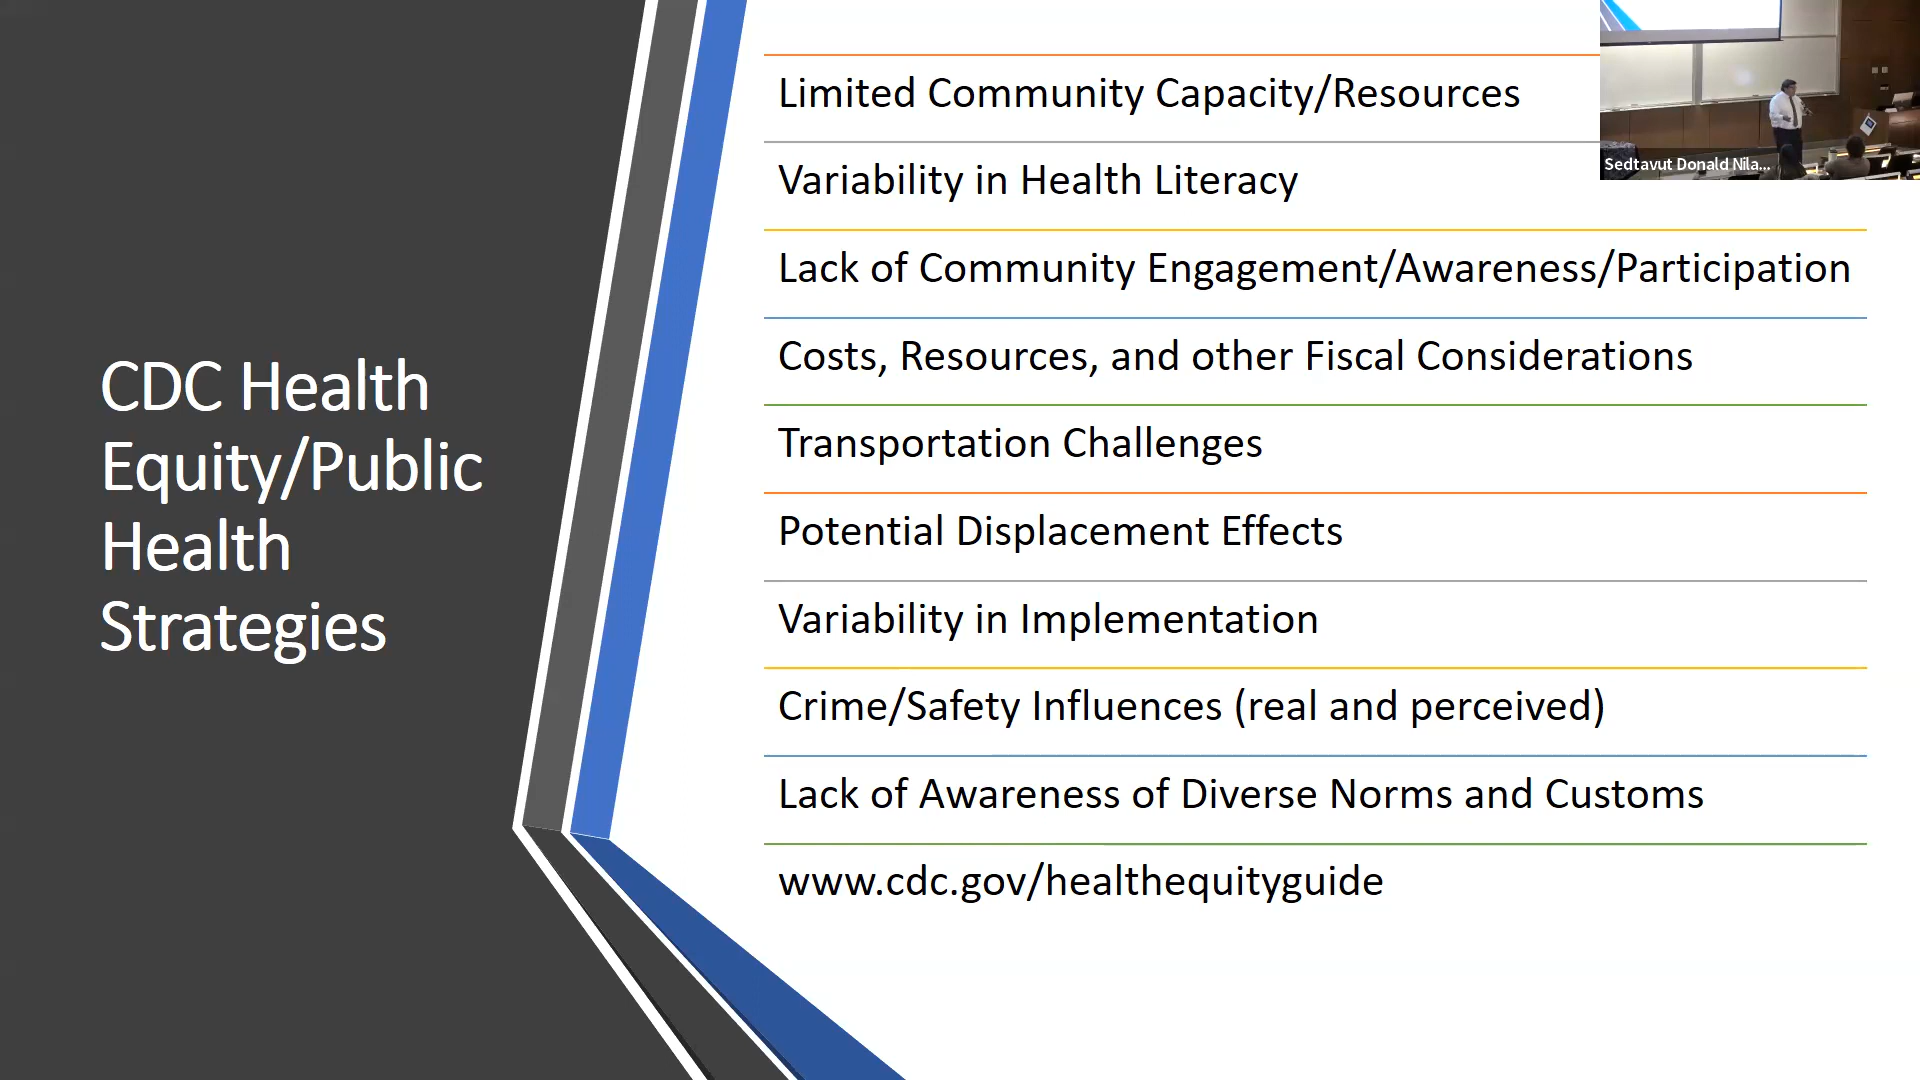 CDC Health
Equity/Public
Health
Strategies
Limited Community Capacity/Resources
Variability in Health Literacy
Lack of Community Engagement/Awareness/Participation
Costs, Resources, and other Fiscal Considerations
Transportation Challenges
Potential Displacement Effects
Variability in Implementation
Crime/Safety Influences (real and perceived)
Lack of Awareness of Diverse Norms and Customs
www.cdc.gov/healthequityguide
Sedtavut Donald Nila...